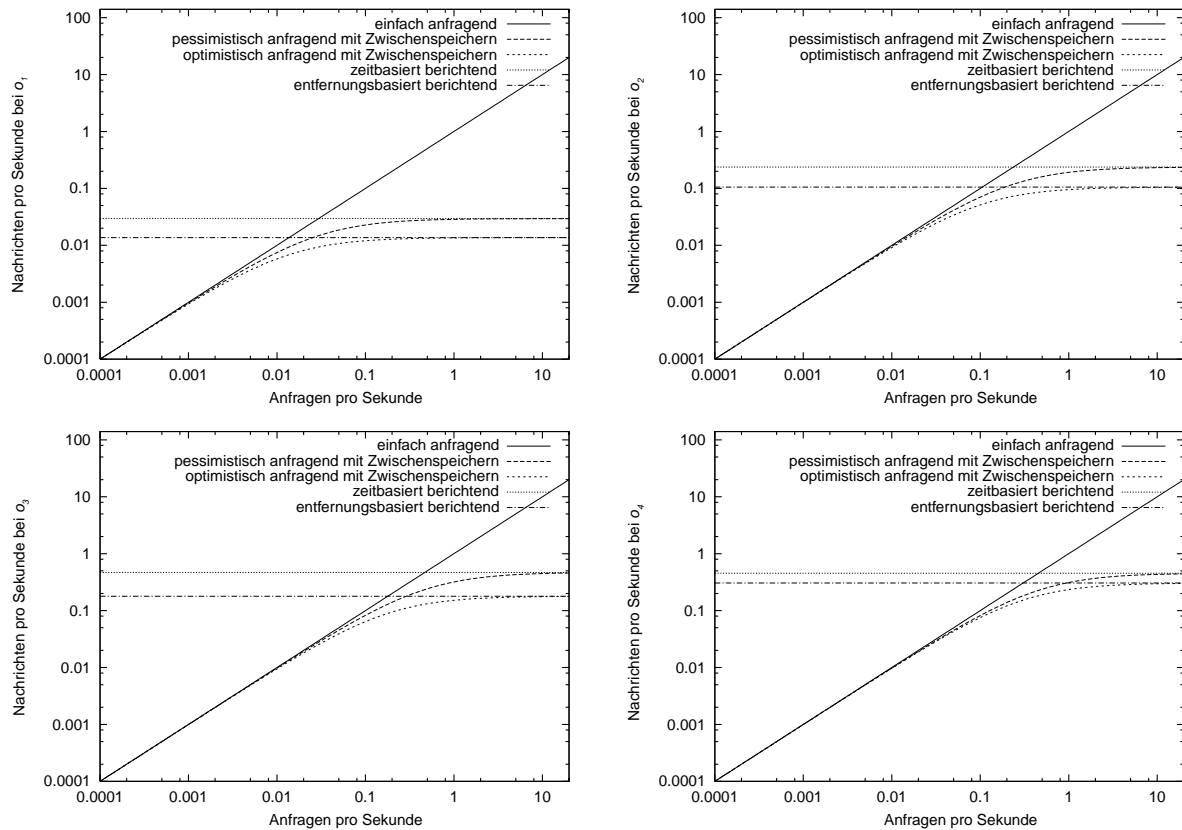 Nachrichten pro Sekunde bei o1
100
10
1
0.1
0.01
0.001
0.0001
einfach anfragend
pessimistisch anfragend mit Zwischenspeichern
optimistisch anfragend mit Zwischenspeichern
zeitbasiert berichtend
entfernungsbasiert berichtend
0.0001 0.001 0.01 0.1 1 10
Anfragen pro Sekunde
Nachrichten pro Sekunde bei o2
100
10
1
0.1
0.01
0.001
0.0001
einfach anfragend
pessimistisch anfragend mit Zwischenspeichern
optimistisch anfragend mit Zwischenspeichern
zeitbasiert berichtend
entfernungsbasiert berichtend
0.0001 0.001 0.01 0.1 1 10
Anfragen pro Sekunde
Nachrichten pro Sekunde bei o3
100
10
1
0.1
0.01
0.001
0.0001
einfach anfragend
pessimistisch anfragend mit Zwischenspeichern
optimistisch anfragend mit Zwischenspeichern
zeitbasiert berichtend
entfernungsbasiert berichtend
0.0001 0.001 0.01 0.1 1 10
Anfragen pro Sekunde
Nachrichten pro Sekunde bei o4
100
10
1
0.1
0.01
0.001
0.0001
einfach anfragend
pessimistisch anfragend mit Zwischenspeichern
optimistisch anfragend mit Zwischenspeichern
zeitbasiert berichtend
entfernungsbasiert berichtend
0.0001 0.001 0.01 0.1 1 10
Anfragen pro Sekunde